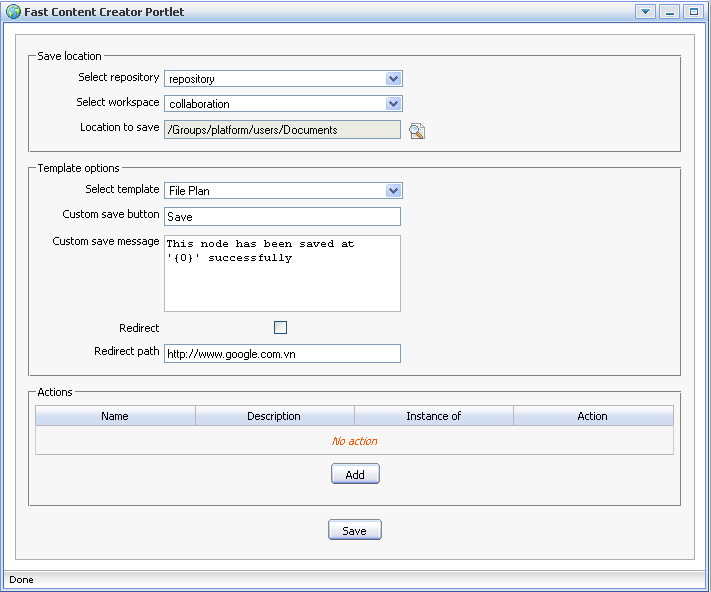 Fast Content Creator Portlet
Save location
Select repository repository
Select workspace collaboration
Location to save /Groups/platform/users/Documents
Template options
Select template File Plan
Custom save button Save
Custom save message This node has been saved at
'{0}' successfully
Redirect
Redirect path http://www.google.com.vn
Actions
Name Description Instance of Action
No action
Add
Save
Done